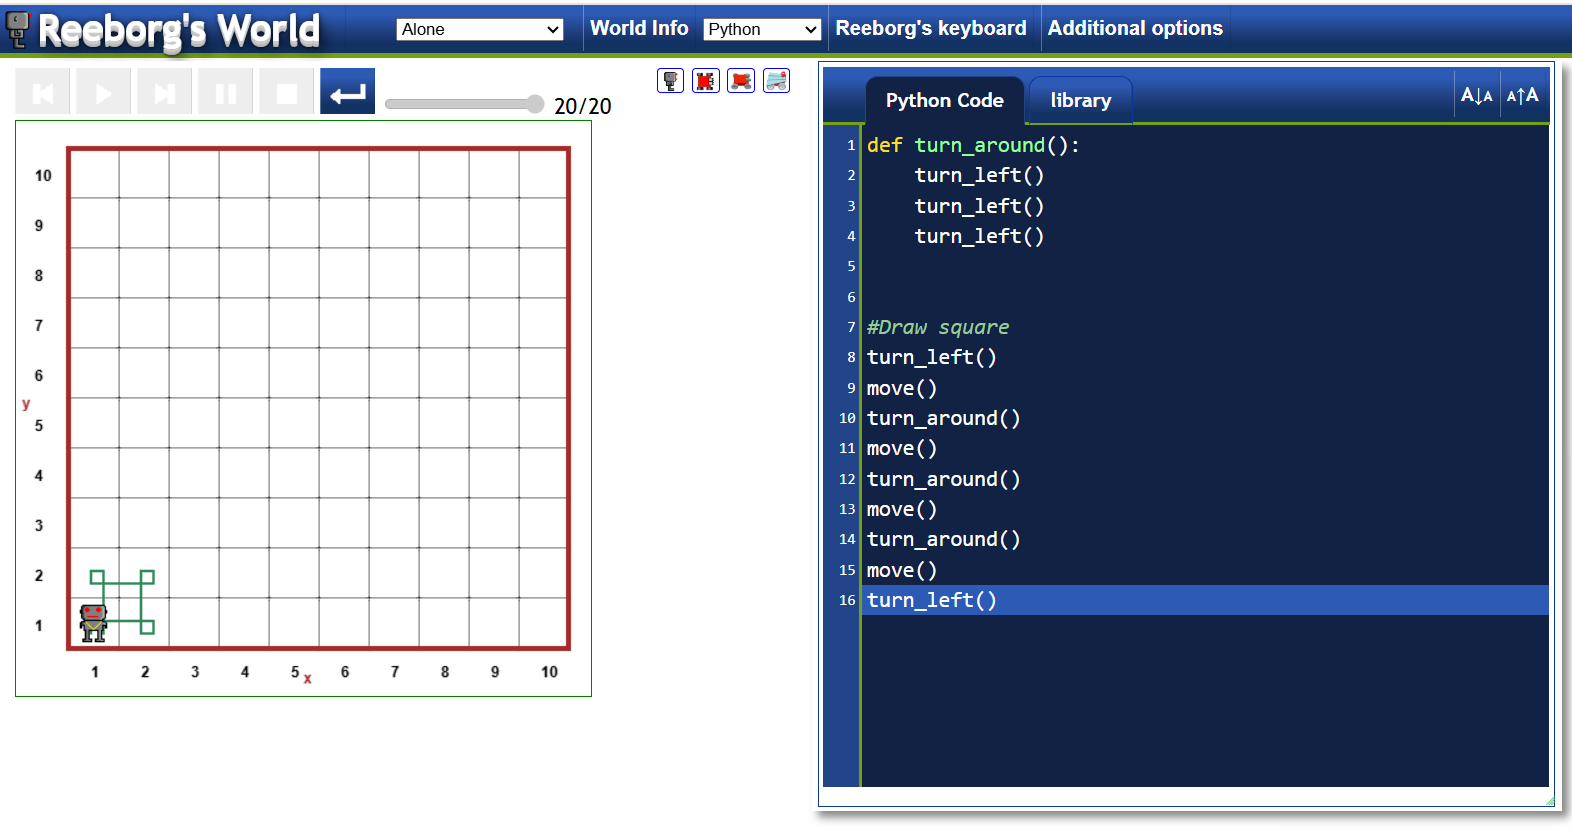 Reeborg's World Alone World Info Python Reeborg's keyboard Additional options
20/20
10
9
8
7
6
y
5
4
3
2
1
1 2 3 4 5 x 6 7 8 9 10
Python Code library A↓A A↑A
1 def turn_around():
2 turn_left()
3 turn_left()
4 turn_left()
5
6
7 #Draw square
8 turn_left()
9 move()
10 turn_around()
11 move()
12 turn_around()
13 move()
14 turn_around()
15 move()
16 turn_left()